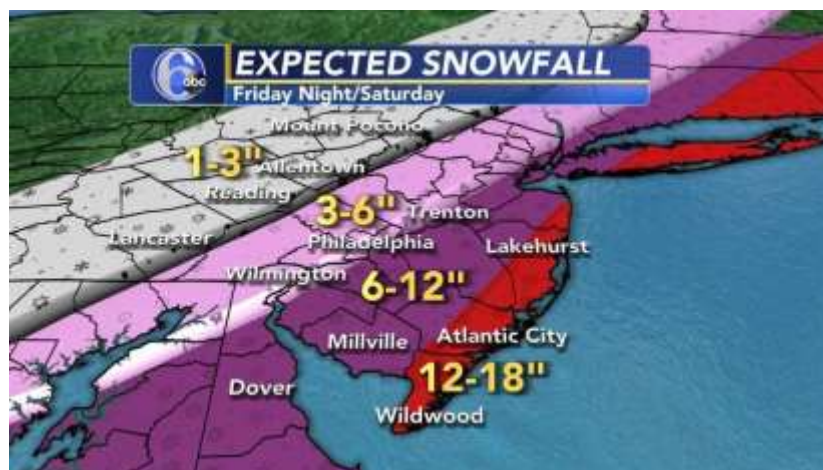 6abc
EXPECTED SNOWFALL
Friday Night/Saturday
Mount Pocono
1-3"
Allentown
Reading
3-6"
Trenton
Lancaster
Philadelphia
Lakehurst
Wilmington
6-12"
Millville
Atlantic City
12-18"
Dover
Wildwood